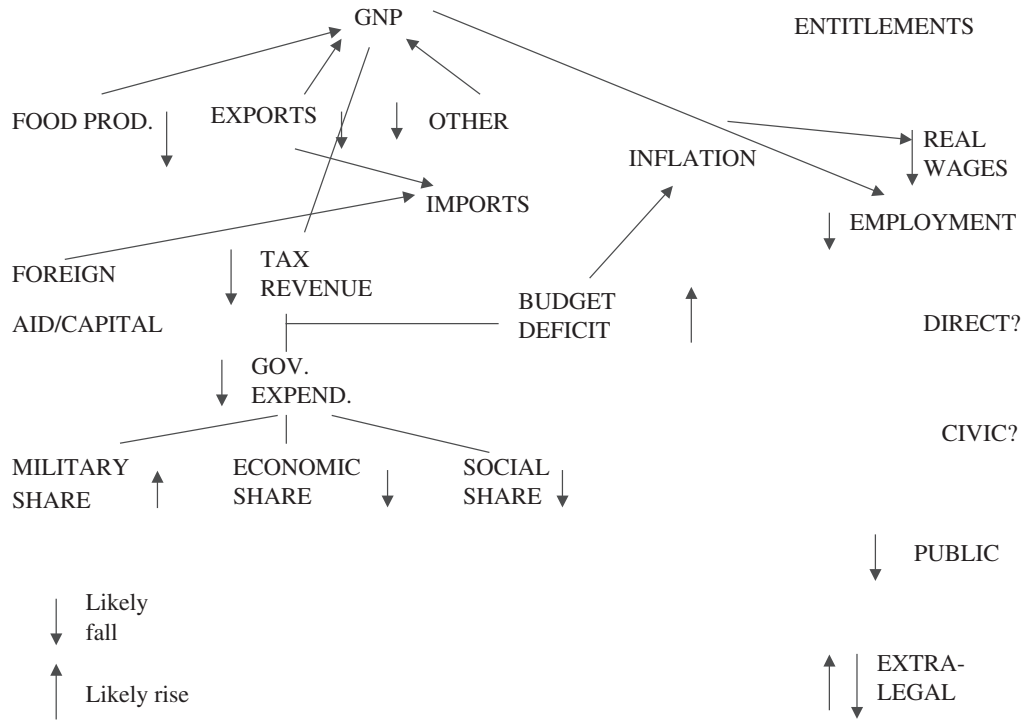 GNP
ENTITLEMENTS
FOOD PROD.
EXPORTS
OTHER
INFLATION
REAL
WAGES
IMPORTS
EMPLOYMENT
FOREIGN
AID/CAPITAL
TAX
REVENUE
BUDGET
DEFICIT
DIRECT?
GOV.
EXPEND.
CIVIC?
MILITARY
SHARE
ECONOMIC
SHARE
SOCIAL
SHARE
PUBLIC
Likely
fall
Likely rise
EXTRA-
LEGAL